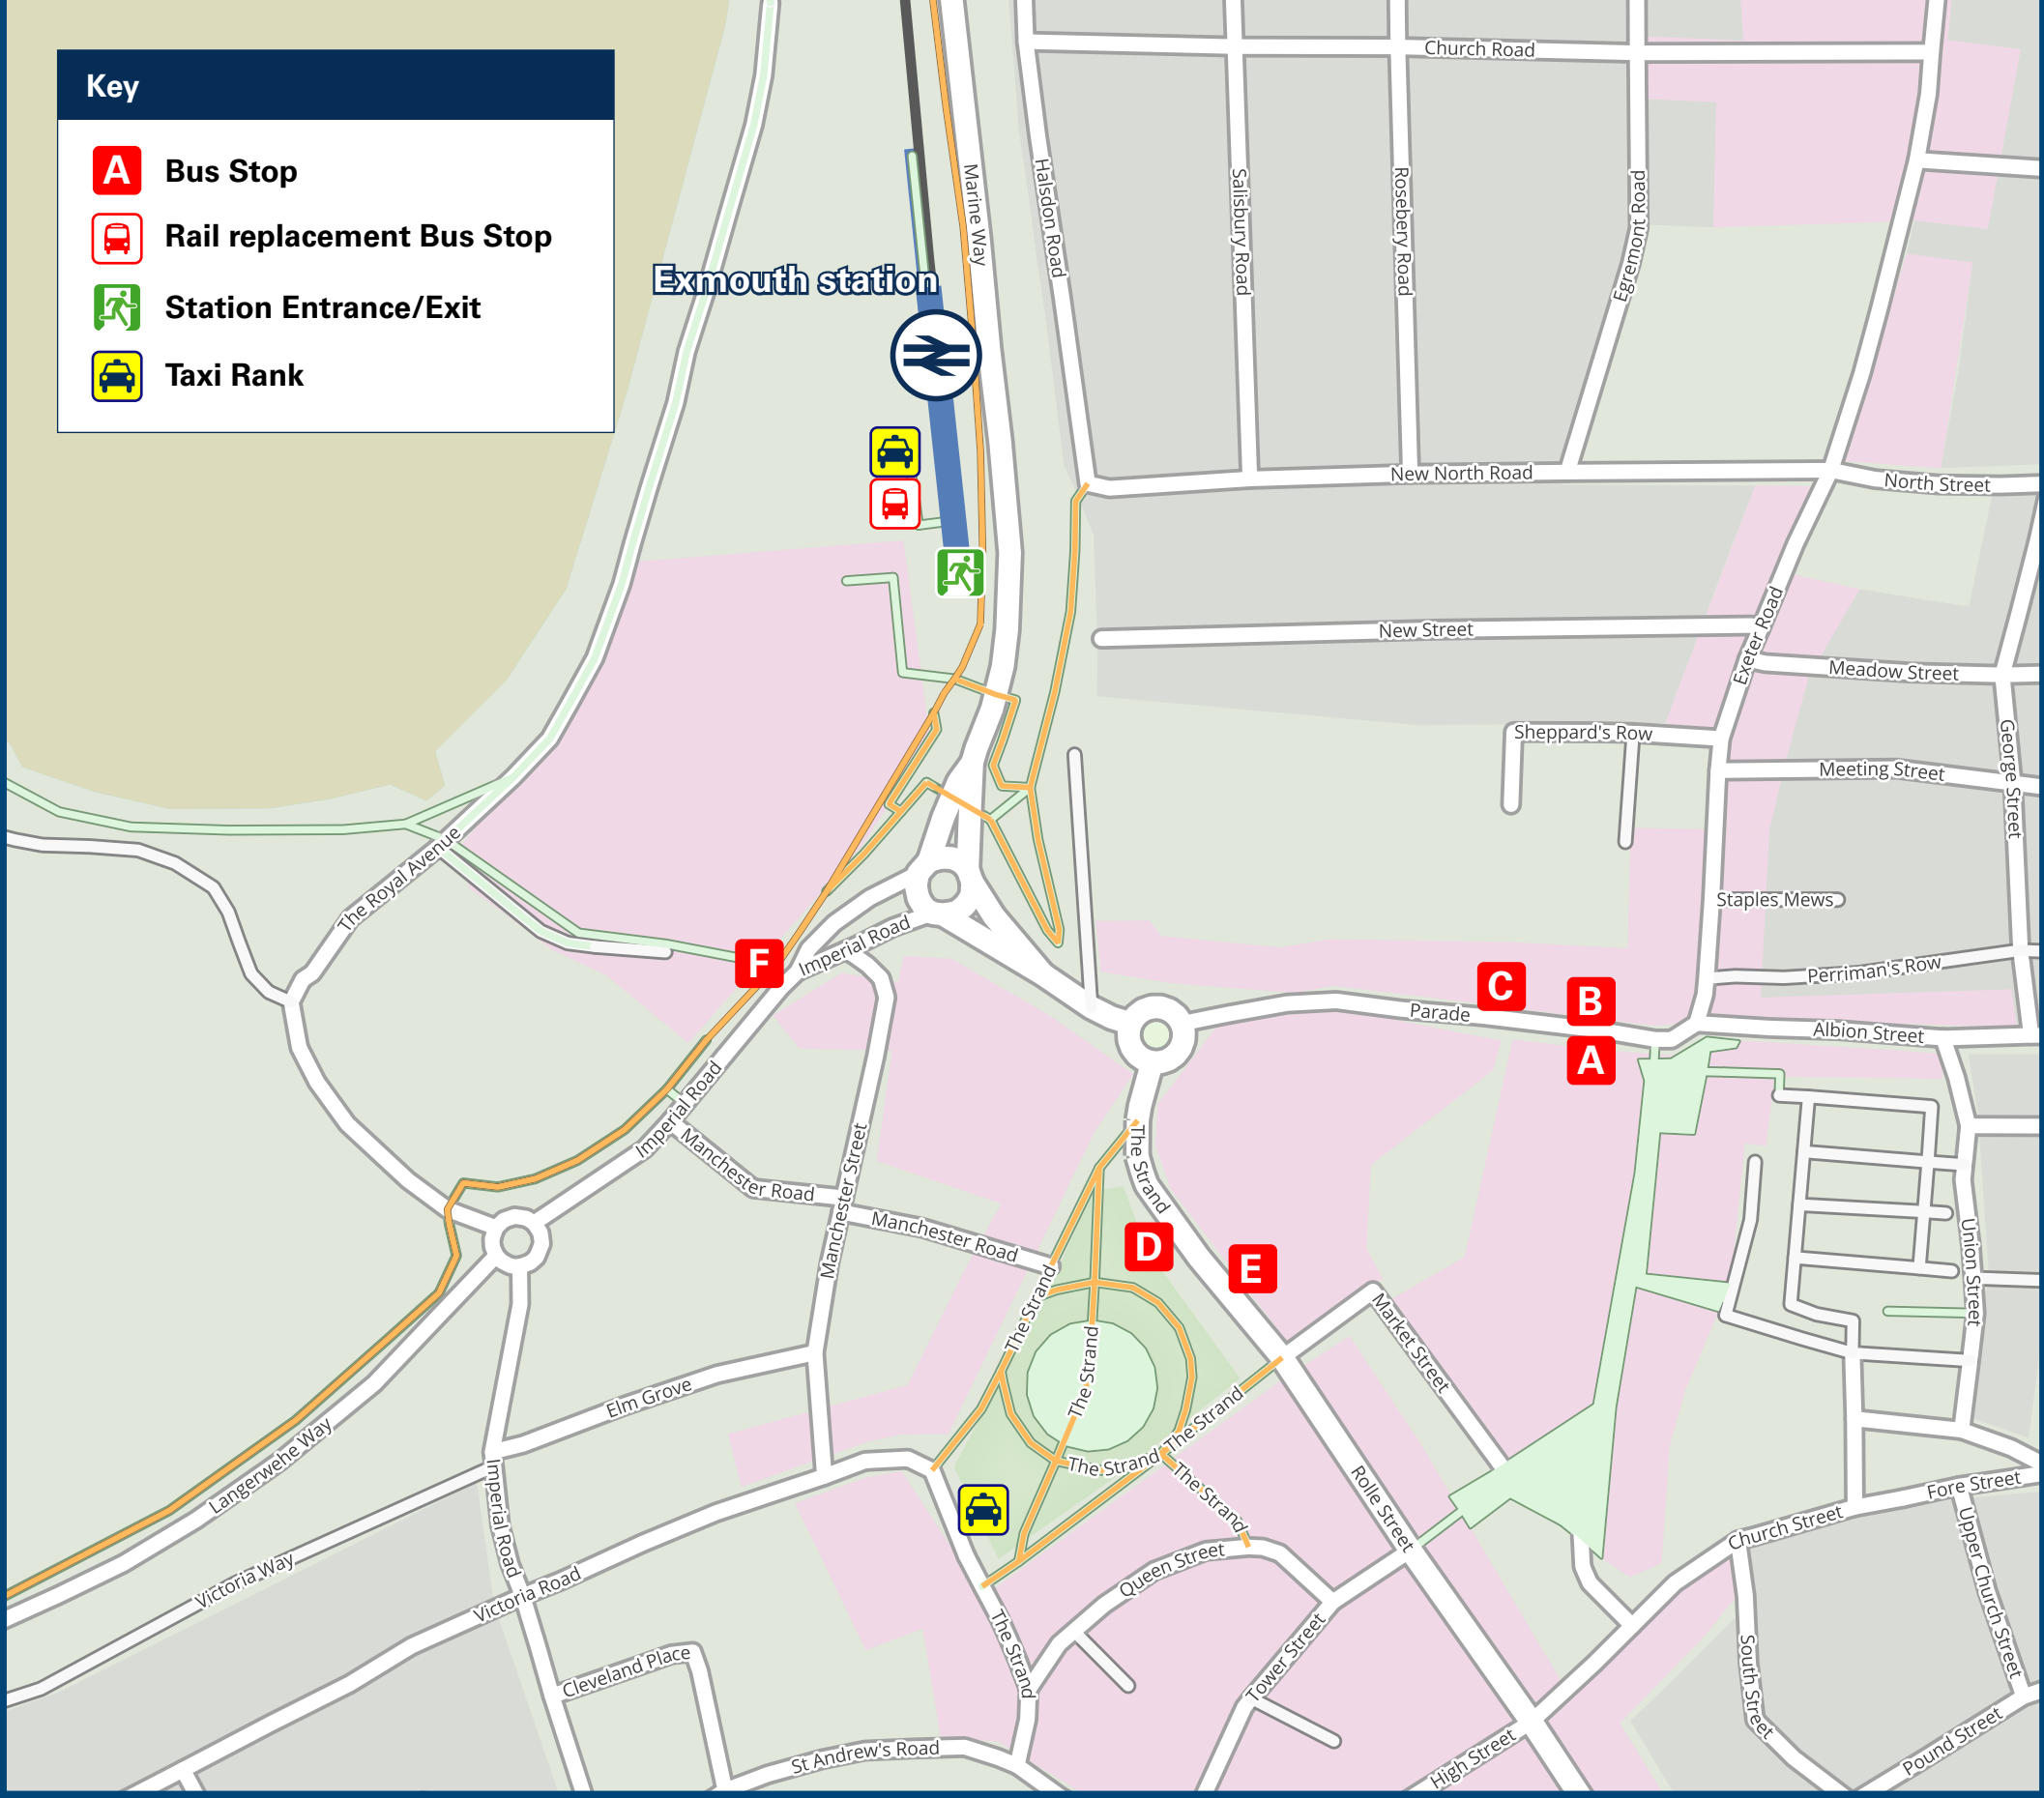 Key
A
Bus Stop
Rail replacement Bus Stop
Station Entrance/Exit
Taxi Rank
Church Road
Marine Way
Halsdon Road
Salisbury Road
Rosebery Road
Egremont Road
Exmouth station
New North Road
North Street
New Street
Exeter Road
Meadow Street
Sheppard's Row
George Street
Meeting Street
The Royal Avenue
Staples Mews
Imperial Road
F
Perriman's Row
C
B
Parade
Albion Street
A
Imperial Road
Manchester Road
Manchester Street
The Strand
Manchester Road
D
E
Union Street
The Strand
Market Street
The Strand
Elm Grove
The Strand
The Strand
The Strand
Langerwehe Way
Imperial Road
Rolle Street
Fore Street
Church Street
Upper Church Street
Victoria Way
Victoria Road
Queen Street
The Strand
Tower Street
South Street
Cleveland Place
St Andrew's Road
High Street
Pound Street